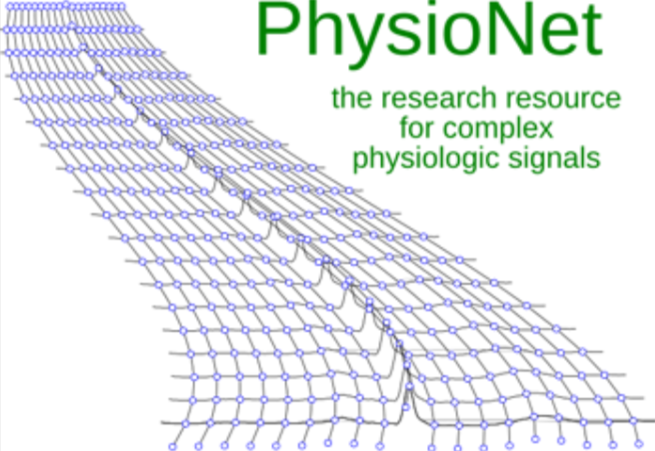 PhysioNet
the research resource
for complex
physiologic signals